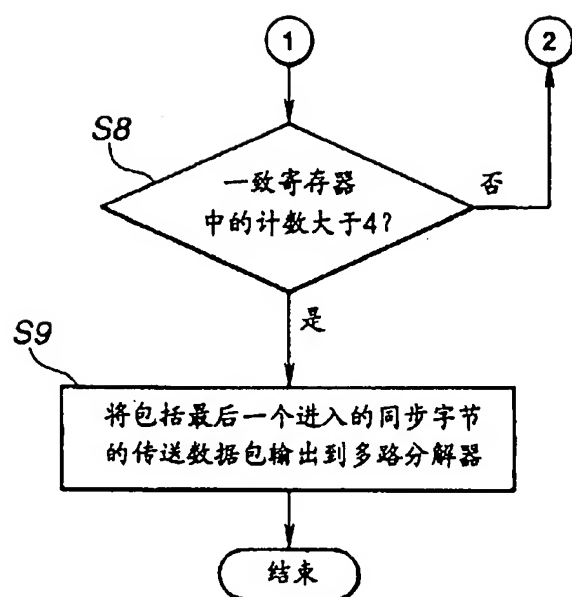 1
2
S8
一致寄存器
中的计数大于4?
否
是
S9
将包括最后一个进入的同步字节
的传送数据包输出到多路分解器
结束